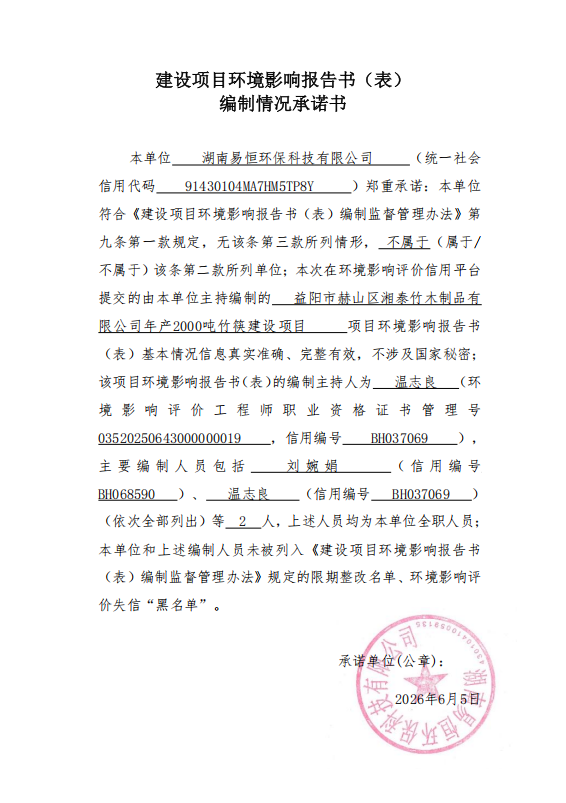 建设项目环境影响报告书（表）
编制情况承诺书
本单位 湖南易恒环保科技有限公司 （统一社会
信用代码 91430104MA7HM5TP8Y ）郑重承诺：本单位
符合《建设项目环境影响报告书（表）编制监督管理办法》第
九条第一款规定，无该条第三款所列情形， 不属于（属于/
不属于）该条第二款所列单位；本次在环境影响评价信用平台
提交的由本单位主持编制的 益阳市赫山区湘泰竹木制品有
限公司年产2000吨竹筷建设项目 项目环境影响报告书
（表）基本情况信息真实准确、完整有效，不涉及国家秘密；
该项目环境影响报告书（表）的编制主持人为 温志良 （环
境影响评价工程师职业资格证书管理号
03520250643000000019 ，信用编号 BH037069 ），
主要编制人员包括 刘婉娟 （信用编号
BH068590 ）、 温志良 （信用编号 BH037069 ）
（依次全部列出）等 2 人，上述人员均为本单位全职人员；
本单位和上述编制人员未被列入《建设项目环境影响报告书
（表）编制监督管理办法》规定的限期整改名单、环境影响评
价失信“黑名单”。
承诺单位(公章)：
2026年6月5日
湖南易恒环保科技有限公司
43010410059135